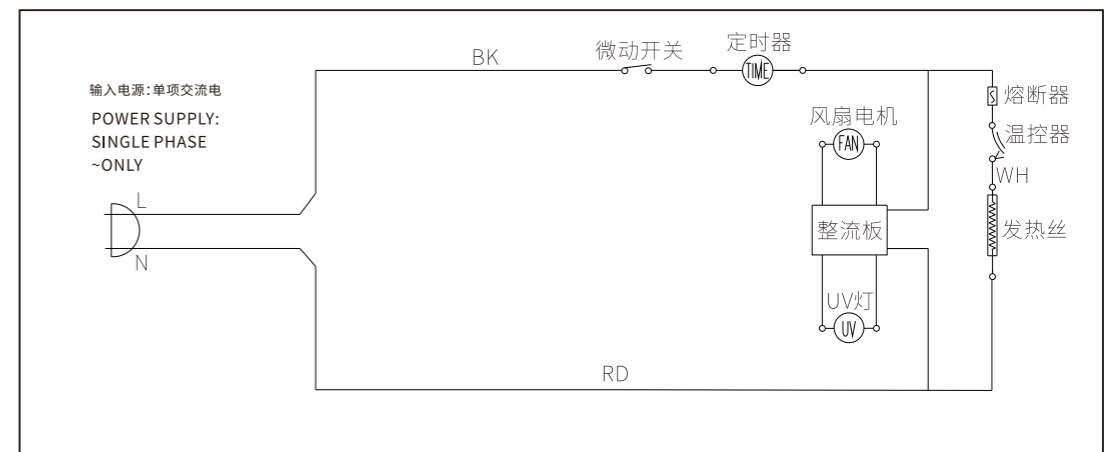 BK
微动开关
定时器
TIME
输入电源:单项交流电
POWER SUPPLY:
SINGLE PHASE
~ONLY
熔断器
风扇电机
FAN
温控器
WH
L
N
整流板
发热丝
UV灯
UV
RD